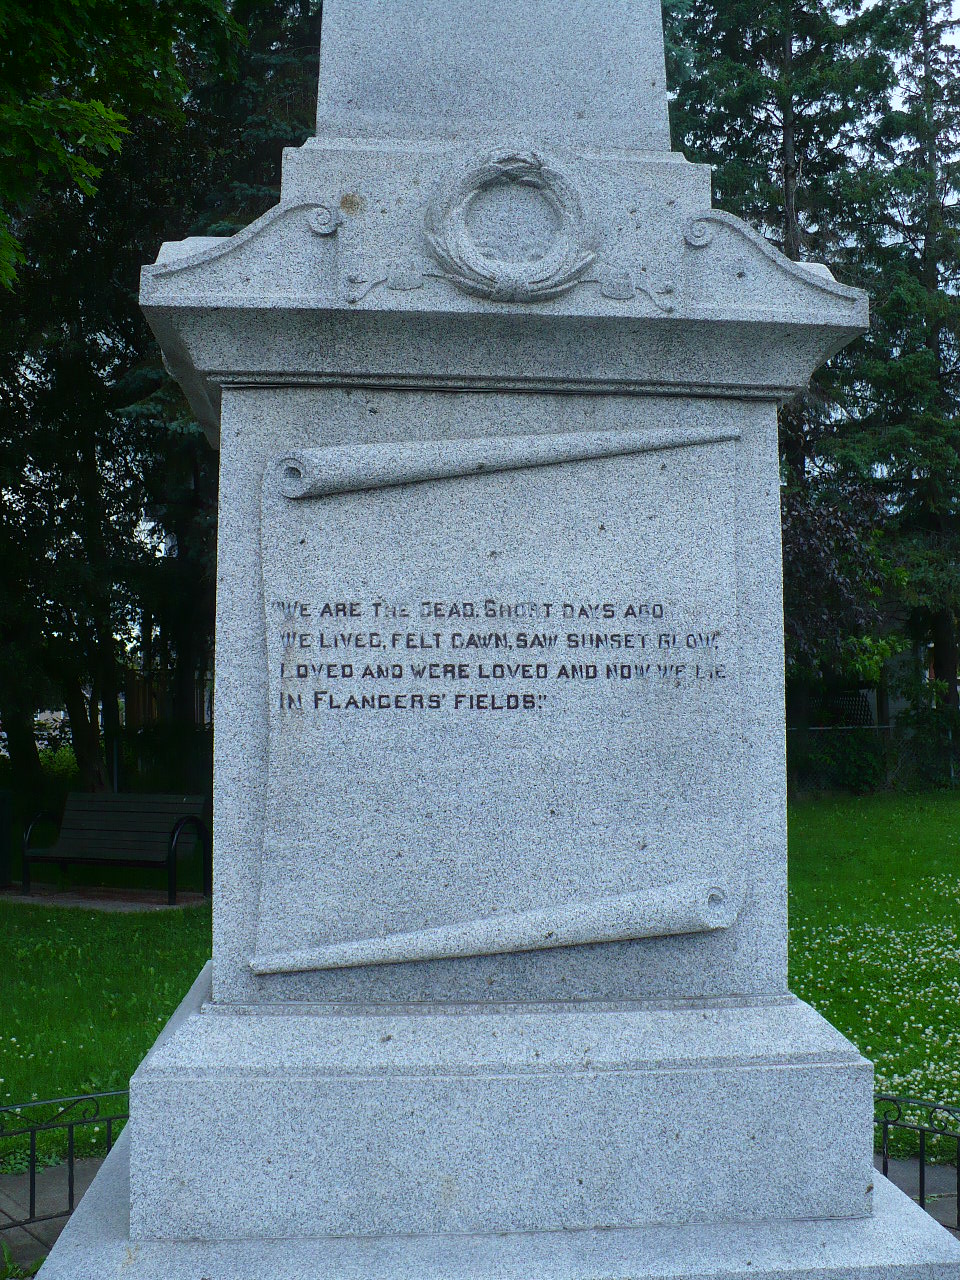 "WE ARE THE DEAD. SHORT DAYS AGO
WE LIVED, FELT DAWN, SAW SUNSET GLOW,
LOVED AND WERE LOVED AND NOW WE LIE
IN FLANDERS' FIELDS."